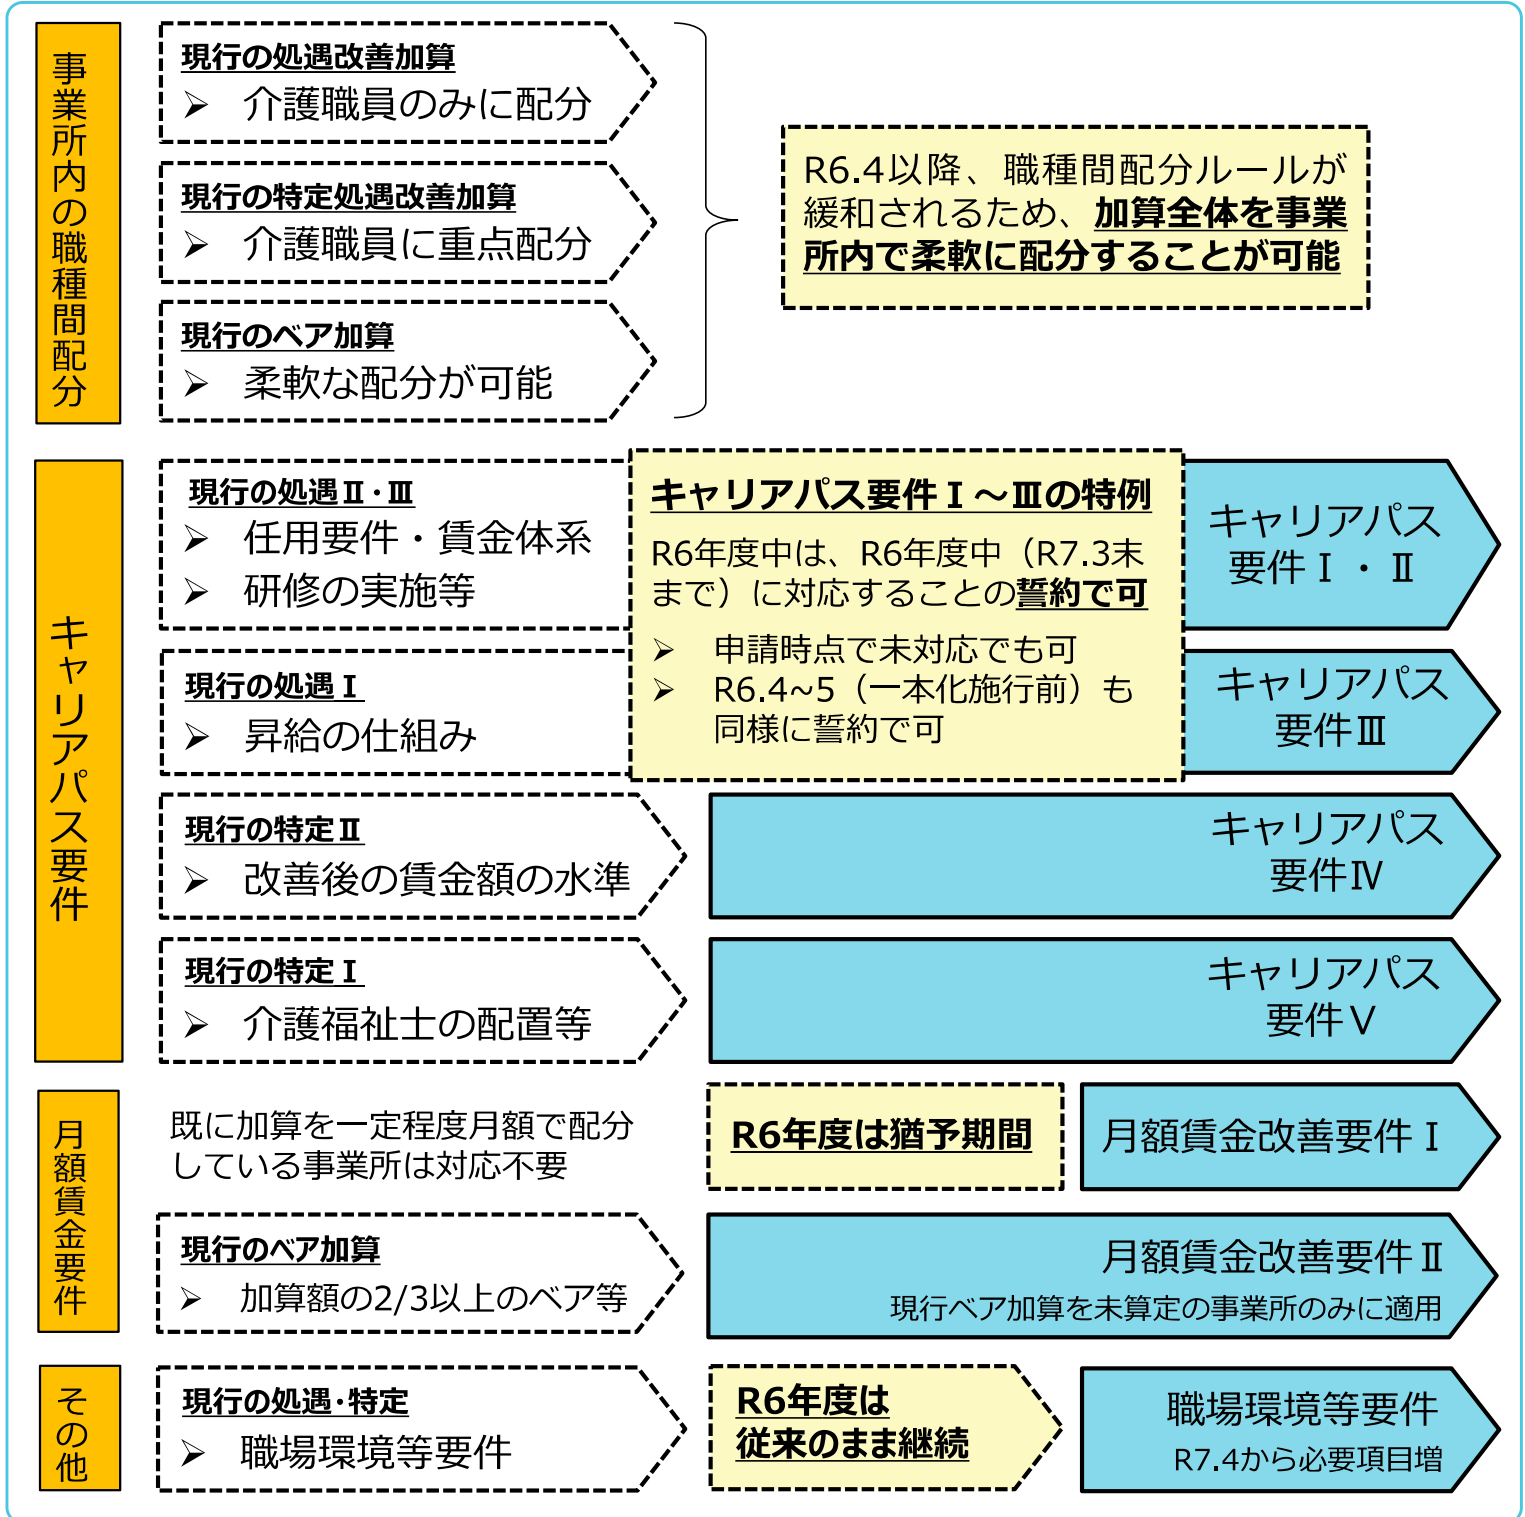 事業所内の職種間配分
現行の処遇改善加算
➢ 介護職員のみに配分
現行の特定処遇改善加算
➢ 介護職員に重点配分
現行のベア加算
➢ 柔軟な配分が可能
R6.4以降、職種間配分ルールが
緩和されるため、加算全体を事業
所内で柔軟に配分することが可能
キャリアパス要件
現行の処遇Ⅱ・Ⅲ
➢ 任用要件・賃金体系
➢ 研修の実施等
現行の処遇Ⅰ
➢ 昇給の仕組み
キャリアパス要件Ⅰ～Ⅲの特例
R6年度中は、R6年度中（R7.3末
まで）に対応することの誓約で可
➢ 申請時点で未対応でも可
➢ R6.4~5（一本化施行前）も
同様に誓約で可
キャリアパス
要件Ⅰ・Ⅱ
キャリアパス
要件Ⅲ
現行の特定Ⅱ
➢ 改善後の賃金額の水準
キャリアパス
要件Ⅳ
現行の特定Ⅰ
➢ 介護福祉士の配置等
キャリアパス
要件Ⅴ
月額賃金要件
既に加算を一定程度月額で配分
している事業所は対応不要
R6年度は猶予期間
月額賃金改善要件Ⅰ
現行のベア加算
➢ 加算額の2/3以上のベア等
月額賃金改善要件Ⅱ
現行ベア加算を未算定の事業所のみに適用
その他
現行の処遇・特定
➢ 職場環境等要件
R6年度は
従来のまま継続
職場環境等要件
R7.4から必要項目増